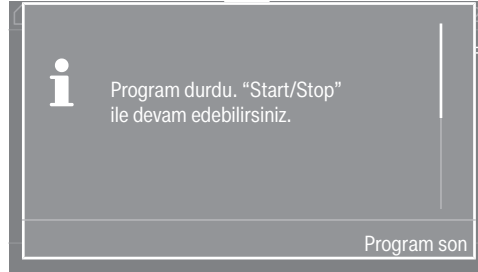 Program durdu. “Start/Stop”
ile devam edebilirsiniz.
Program son